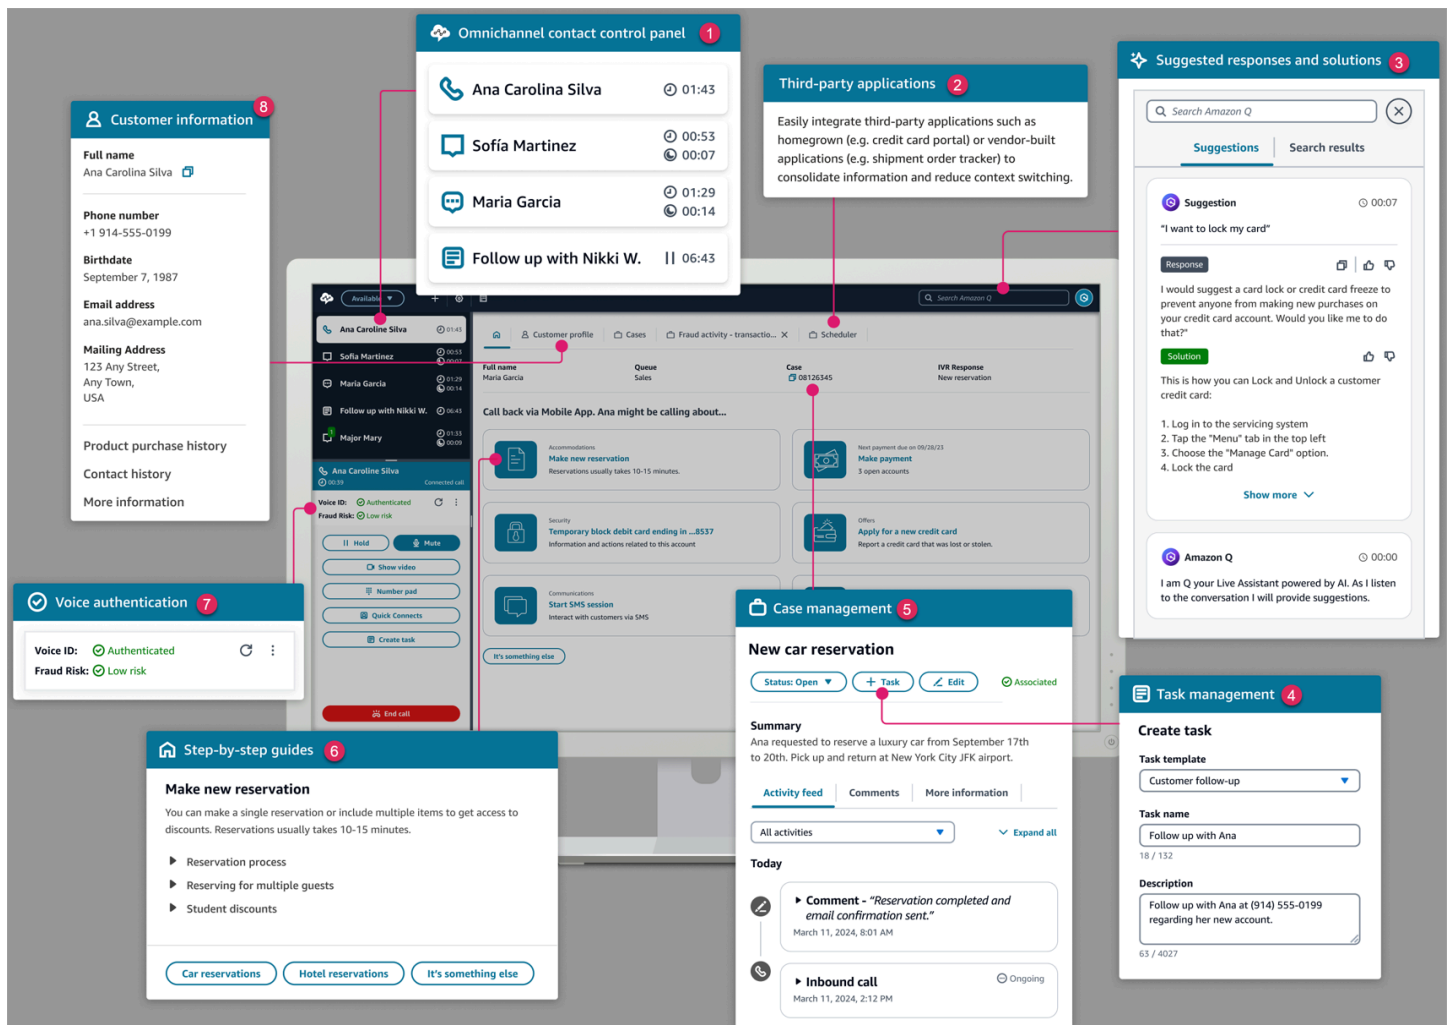 Omnichannel contact control panel 1
Ana Carolina Silva 01:43
Sofía Martinez 00:53
00:07
Maria Garcia 01:29
00:14
Follow up with Nikki W. 06:43
Third-party applications 2
Easily integrate third-party applications such as
homegrown (e.g. credit card portal) or vendor-built
applications (e.g. shipment order tracker) to
consolidate information and reduce context switching.
Suggested responses and solutions 3
Search Amazon Q
Suggestions Search results
Suggestion 00:07
"I want to lock my card"
Response
I would suggest a card lock or credit card freeze to
prevent anyone from making new purchases on
your credit card account. Would you like me to do
that?"
Solution
This is how you can Lock and Unlock a customer
credit card:
1. Log in to the servicing system
2. Tap the "Menu" tab in the top left
3. Choose the "Manage Card" option.
4. Lock the card
Show more
Amazon Q 00:00
I am Q your Live Assistant powered by AI. As I listen
to the conversation I will provide suggestions.
Customer information 8
Full name
Ana Carolina Silva
Phone number
+1 914-555-0199
Birthdate
September 7, 1987
Email address
ana.silva@example.com
Mailing Address
123 Any Street,
Any Town,
USA
Product purchase history
Contact history
More information
Available
Search Amazon Q
Ana Caroline Silva 01:43
Sofia Martinez 00:53
00:07
Maria Garcia 01:29
00:14
Follow up with Nikki W. 06:43
1
Major Mary 01:33
00:09
Ana Caroline Silva
00:39 Connected call
Voice ID: Authenticated
Fraud Risk: Low risk
Hold Mute
Show video
Number pad
Quick Connects
Create task
End call
Customer profile Cases Fraud activity - transactio... Scheduler
Full name Queue Case IVR Response
Maria Garcia Sales 08126345 New reservation
Call back via Mobile App. Ana might be calling about...
Accommodations
Make new reservation
Reservations usually takes 10-15 minutes.
Next payment due on 09/26/23
Make payment
3 open accounts
Security
Temporary block debit card ending in ...8537
Information and actions related to this account
Offers
Apply for a new credit card
Report a credit card that was lost or stolen.
Communications
Start SMS session
Interact with customers via SMS
It's something else
Voice authentication 7
Voice ID: Authenticated
Fraud Risk: Low risk
Step-by-step guides 6
Make new reservation
You can make a single reservation or include multiple items to get access to
discounts. Reservations usually takes 10-15 minutes.
Reservation process
Reserving for multiple guests
Student discounts
Car reservations Hotel reservations It's something else
Case management 5
New car reservation
Status: Open + Task Edit Associated
Summary
Ana requested to reserve a luxury car from September 17th
to 20th. Pick up and return at New York City JFK airport.
Activity feed Comments More information
All activities Expand all
Today
Comment - "Reservation completed and
email confirmation sent."
March 11, 2024, 8:01 AM
Inbound call Ongoing
March 11, 2024, 2:12 PM
Task management 4
Create task
Task template
Customer follow-up
Task name
Follow up with Ana
18 / 132
Description
Follow up with Ana at (914) 555-0199
regarding her new account.
63 / 4027